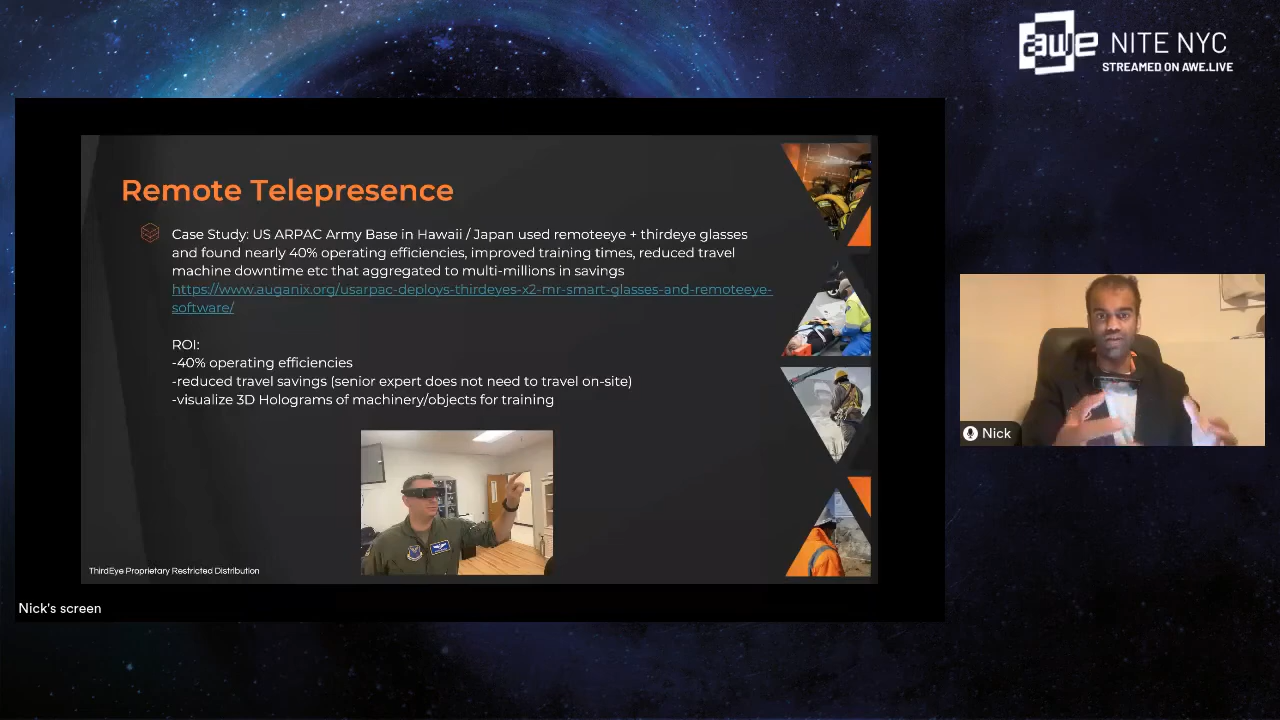 awe NITE NYC
STREAMED ON AWE.LIVE
Remote Telepresence
Case Study: US ARPAC Army Base in Hawaii / Japan used remoteeye + thirdeye glasses
and found nearly 40% operating efficiencies, improved training times, reduced travel
machine downtime etc that aggregated to multi-millions in savings
https://www.auganix.org/usarpac-deploys-thirdeyes-x2-mr-smart-glasses-and-remoteeye-
software/
ROI:
-40% operating efficiencies
-reduced travel savings (senior expert does not need to travel on-site)
-visualize 3D Holograms of machinery/objects for training
ThirdEye Proprietary Restricted Distribution
Nick's screen
Nick